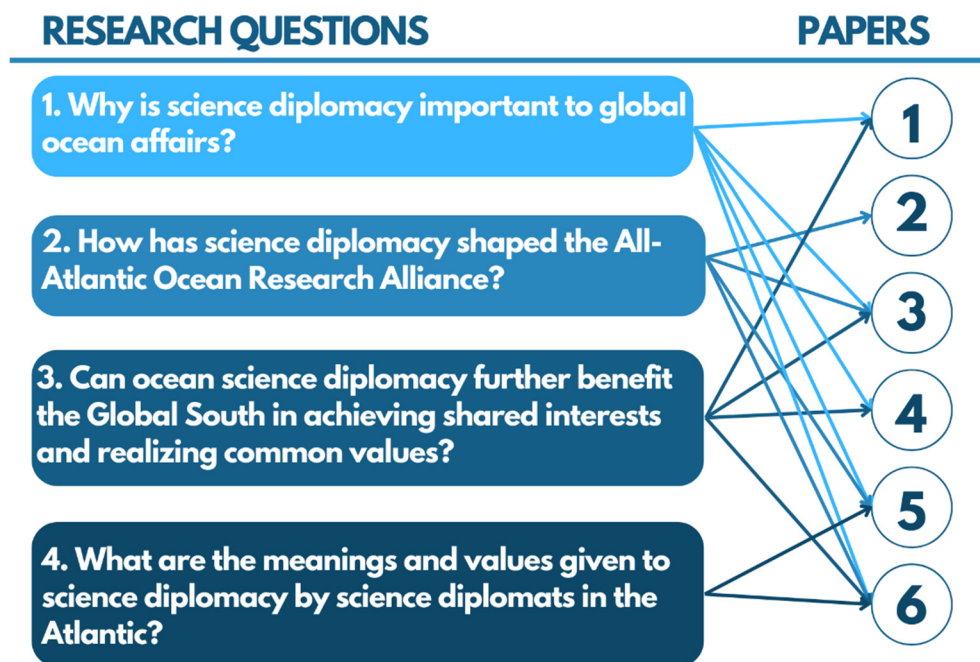 RESEARCH QUESTIONS
PAPERS
1. Why is science diplomacy important to global
ocean affairs?
2. How has science diplomacy shaped the All-
Atlantic Ocean Research Alliance?
3. Can ocean science diplomacy further benefit
the Global South in achieving shared interests
and realizing common values?
4. What are the meanings and values given to
science diplomacy by science diplomats in the
Atlantic?
1
2
3
4
5
6